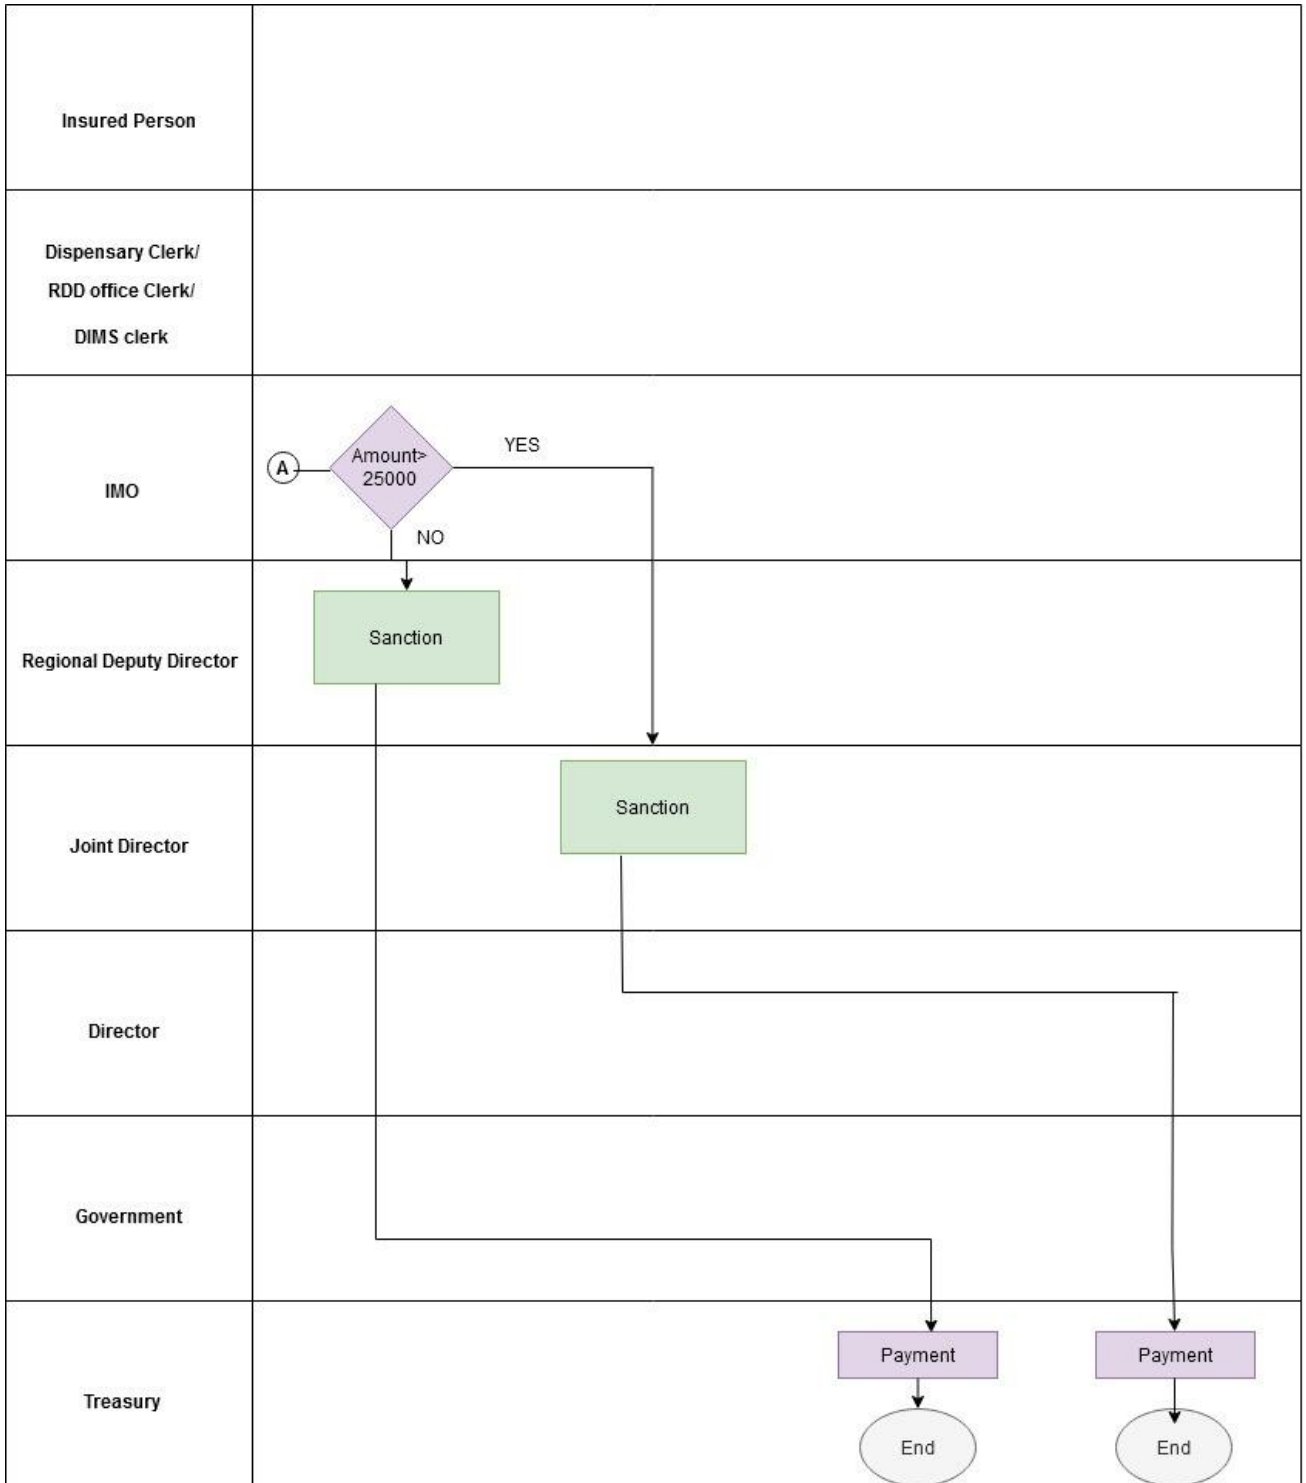 Insured Person
Dispensary Clerk/
RDD office Clerk/
DIMS clerk
IMO
A
Amount>
25000
YES
NO
Regional Deputy Director
Sanction
Joint Director
Sanction
Director
Government
Treasury
Payment
Payment
End
End